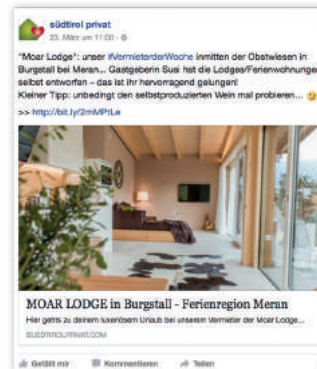 südtirol privat
23. März um 11:00 ·
"Moar Lodge": unser #VermieterderWoche inmitten der Obstwiesen in
Burgstall bei Meran... Gastgeberin Susi hat die Lodges/Ferienwohnungen
selbst entworfen – das ist ihr hervorragend gelungen!
Kleiner Tipp: unbedingt den selbstproduzierten Wein mal probieren...
>> http://bit.ly/2mMPtLe
MOAR LODGE in Burgstall - Ferienregion Meran
Hier gehts zu deinem luxeriösem Urlaub bei unserem Vermieter der Moar Lodge...
SUEDTIROLPRIVAT.COM
Gefällt mir Kommentieren Teilen